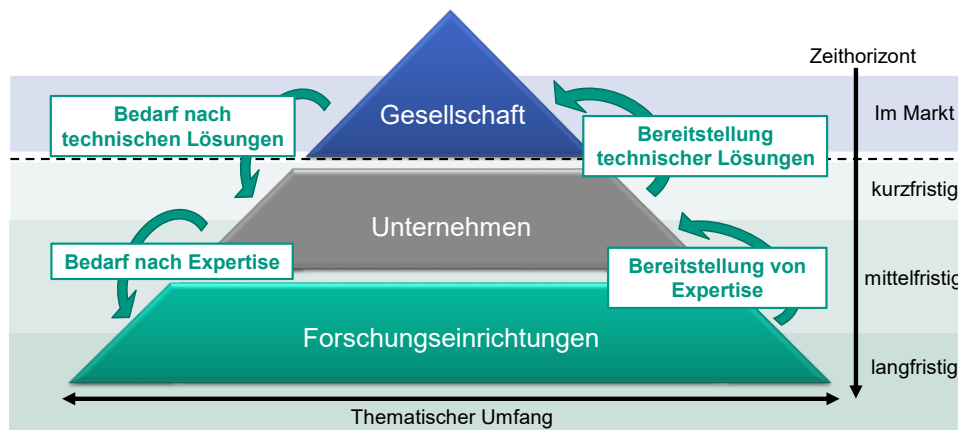 Zeithorizont
Gesellschaft
Im Markt
Bedarf nach
technischen Lösungen
Bereitstellung
technischer Lösungen
kurzfristig
Unternehmen
Bedarf nach Expertise
Bereitstellung von
Expertise
mittelfristig
Forschungseinrichtungen
langfristig
Thematischer Umfang